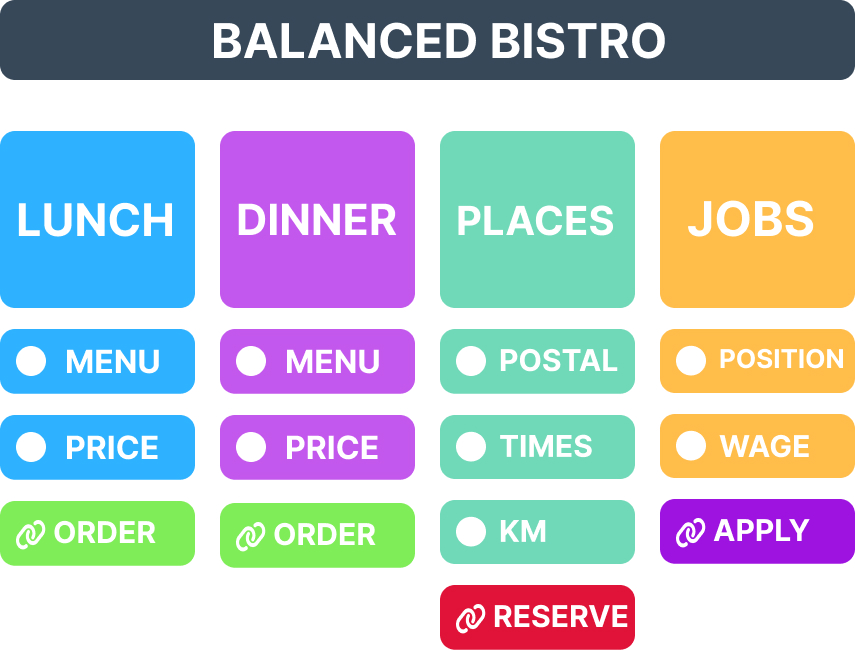 BALANCED BISTRO
LUNCH
MENU
PRICE
ORDER
DINNER
MENU
PRICE
ORDER
PLACES
POSTAL
TIMES
KM
RESERVE
JOBS
POSITION
WAGE
APPLY